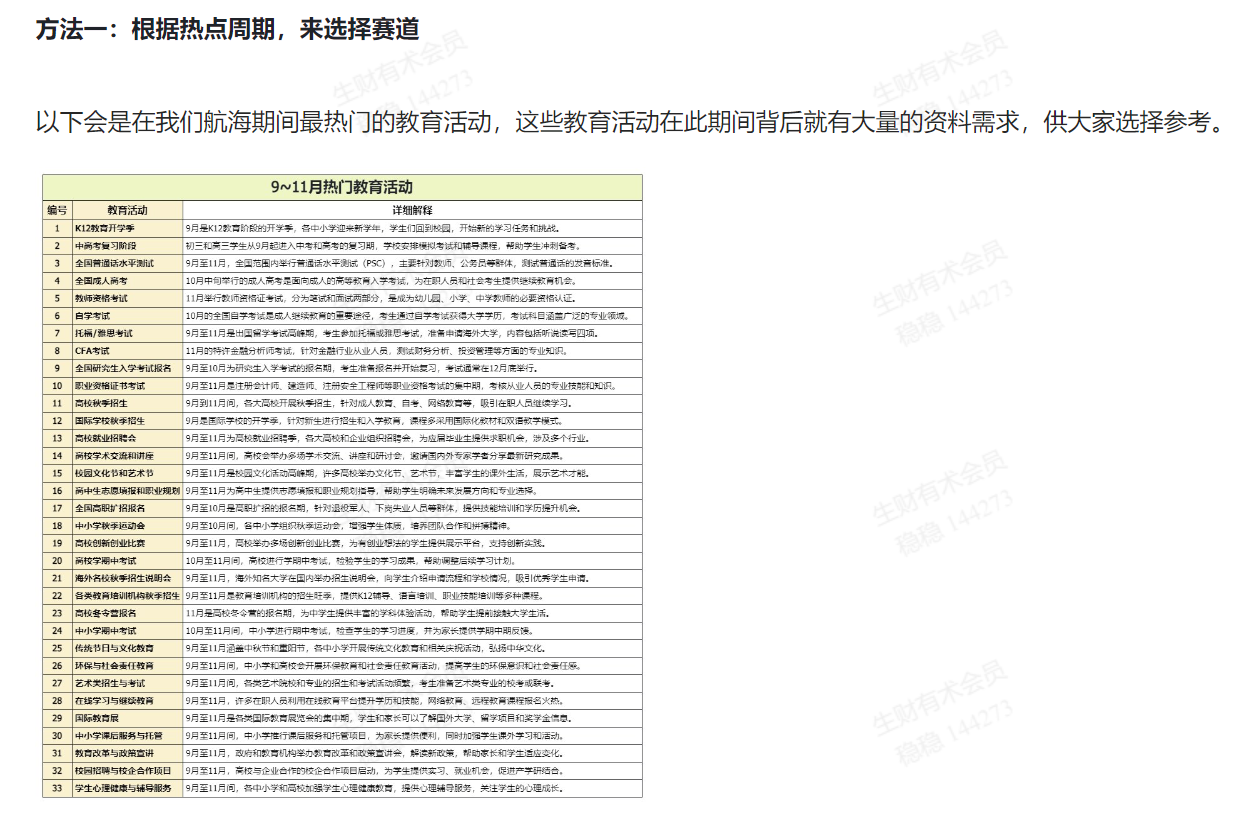 方法一：根据热点周期，来选择赛道
以下会是在我们航海期间最热门的教育活动，这些教育活动在此期间背后就有大量的资料需求，供大家选择参考。
9~11月热门教育活动
编号 教育活动 详细解释
1 K12教育开学季 9月是K12教育阶段的开学季，各中小学迎来新学年，学生们回到校园，开始新的学习任务和挑战。
2 中高考复习阶段 初三和高三学生从9月起进入中考和高考的复习期，学校安排模拟考试和辅导课程，帮助学生冲刺备考。
3 全国普通话水平测试 9月至11月，全国范围内举行普通话水平测试（PSC），主要针对教师、公务员等群体，测试普通话的发音标准。
4 全国成人高考 10月中旬举行的成人高考是面向成人的高等教育入学考试，为在职人员和社会考生提供继续教育机会。
5 教师资格考试 11月举行教师资格证考试，分为笔试和面试两部分，是成为幼儿园、小学、中学教师的必要资格认证。
6 自学考试 10月的全国自学考试是成人继续教育的重要途径，考生通过自学考试获得大学学历，考试科目涵盖广泛的专业领域。
7 托福/雅思考试 9月至11月是出国留学考试高峰期，考生参加托福或雅思考试，准备申请海外大学，内容包括听说读写四项。
8 CFA考试 11月的特许金融分析师考试，针对金融行业从业人员，测试财务分析、投资管理等方面的专业知识。
9 全国研究生入学考试报名 9月至10月为研究生入学考试的报名期，考生准备报名并开始复习，考试通常在12月底举行。
10 职业资格证书考试 9月至11月是注册会计师、建造师、注册安全工程师等职业资格考试的集中期，考核从业人员的专业技能和知识。
11 高校秋季招生 9月到11月间，各大高校开展秋季招生，针对成人教育、自考、网络教育等，吸引在职人员继续学习。
12 国际学校秋季招生 9月是国际学校的开学季，针对新生进行招生和入学教育，课程多采用国际化教材和双语教学模式。
13 高校就业招聘会 9月至11月为高校就业招聘季，各大高校和企业组织招聘会，为应届毕业生提供求职机会，涉及多个行业。
14 高校学术交流和讲座 9月至11月间，高校会举办多场学术交流、讲座和研讨会，邀请国内外专家学者分享最新研究成果。
15 校园文化节和艺术节 9月至11月是校园文化活动高峰期，许多高校举办文化节、艺术节，丰富学生的课外生活，展示艺术才能。
16 高中生志愿填报和职业规划 9月至11月为高中生提供志愿填报和职业规划指导，帮助学生明确未来发展方向和专业选择。
17 全国高职扩招报名 9月至10月是高职扩招的报名期，针对退役军人、下岗失业人员等群体，提供技能培训和学历提升机会。
18 中小学秋季运动会 9月至10月间，各中小学组织秋季运动会，增强学生体质，培养团队合作和拼搏精神。
19 高校创新创业比赛 9月至11月，高校举办多场创新创业比赛，为有创业想法的学生提供展示平台，支持创新实践。
20 高校学期中考试 10月至11月间，高校进行学期中考试，检验学生的学习成果，帮助调整后续学习计划。
21 海外名校秋季招生说明会 9月至11月，海外知名大学在国内举办招生说明会，向学生介绍申请流程和学校情况，吸引优秀学生申请。
22 各类教育培训机构秋季招生 9月至11月是教育培训机构的招生旺季，提供K12辅导、语言培训、职业技能培训等多种课程。
23 高校冬令营报名 11月是高校冬令营的报名期，为中学生提供丰富的学科体验活动，帮助学生提前接触大学生活。
24 中小学期中考试 10月至11月间，中小学进行期中考试，检查学生的学习进度，并为家长提供学期中期反馈。
25 传统节日与文化教育 9月至11月涵盖中秋节和重阳节，各中小学开展传统文化教育和相关庆祝活动，弘扬中华文化。
26 环保与社会责任教育 9月至11月间，中小学和高校会开展环保教育和社会责任教育活动，提高学生的环保意识和社会责任感。
27 艺术类招生与考试 9月至11月间，各类艺术院校和专业的招生和考试活动频繁，考生准备艺术类专业的校考或联考。
28 在线学习与继续教育 9月至11月，许多在职人员利用在线教育平台提升学历和技能，网络教育、远程教育课程报名火热。
29 国际教育展 9月至11月是各类国际教育展览会的集中期，学生和家长可以了解国外大学、留学项目和奖学金信息。
30 中小学课后服务与托管 9月至11月间，中小学推行课后服务和托管项目，为家长提供便利，同时加强学生课外学习和活动。
31 教育改革与政策宣讲 9月至11月，政府和教育机构举办教育改革和政策宣讲会，解读新政策，帮助家长和学生适应变化。
32 校园招聘与校企合作项目 9月至11月，高校与企业合作的校企合作项目启动，为学生提供实习、就业机会，促进产学研结合。
33 学生心理健康与辅导服务 9月至11月间，各中小学和高校加强学生心理健康教育，提供心理辅导服务，关注学生的心理成长。
生财有术会员
稳稳 144273
生财有术会员
稳稳 144273
生财有术会员
稳稳 144273
生财有术会员
稳稳 144273
生财有术会员
稳稳 144273